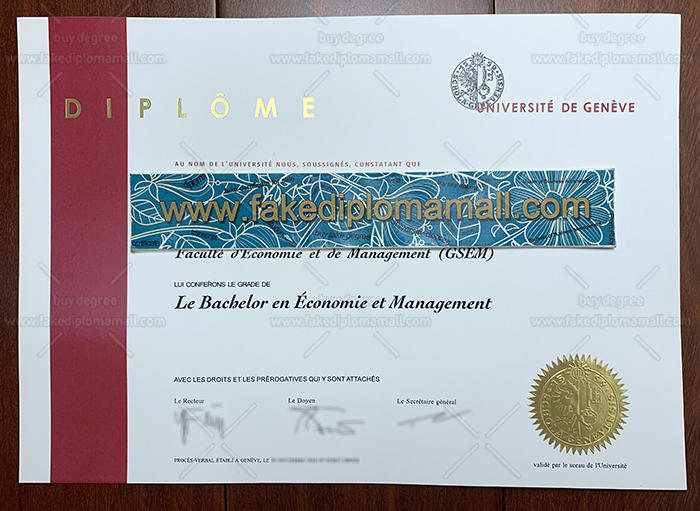 DIPLÔME
SCHOLA GENEVENSIS
UNIVERSITÉ DE GENÈVE
AU NOM DE L'UNIVERSITÉ NOUS, SOUSSIGNÉS, CONSTATANT QUE
www.fakediplomamall.com
Faculté d'Économie et de Management (GSEM)
LUI CONFÉRONS LE GRADE DE
Le Bachelor en Économie et Management
AVEC LES DROITS ET LES PRÉROGATIVES QUI Y SONT ATTACHÉS
Le Recteur Le Doyen Le Secrétaire général
PROCÈS-VERBAL ÉTABLI A GENÈVE, LE
validé par le sceau de l'Université
buy degree
www.fakediplomamall.com